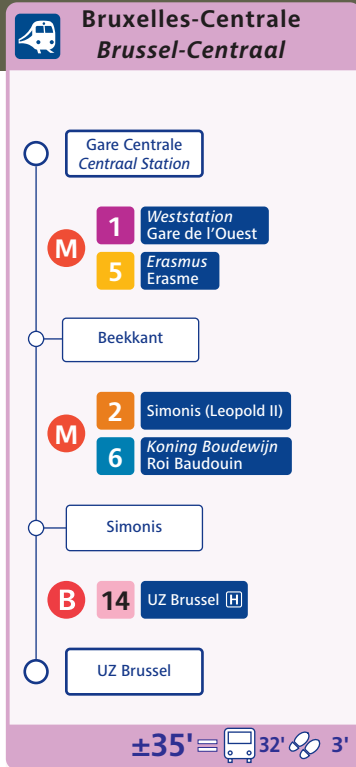 Bruxelles-Centrale
Brussel-Centraal
Gare Centrale
Centraal Station
M
1
Weststation
Gare de l'Ouest
5
Erasmus
Erasme
Beekkant
M
2
Simonis (Leopold II)
6
Koning Boudewijn
Roi Baudouin
Simonis
B
14
UZ Brussel H
UZ Brussel
±35' = 32' 3'